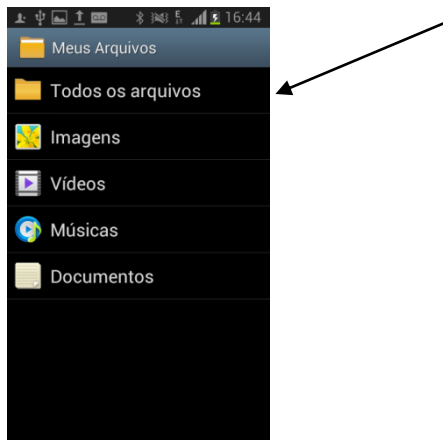 16:44
Meus Arquivos
Todos os arquivos
Imagens
Vídeos
Músicas
Documentos